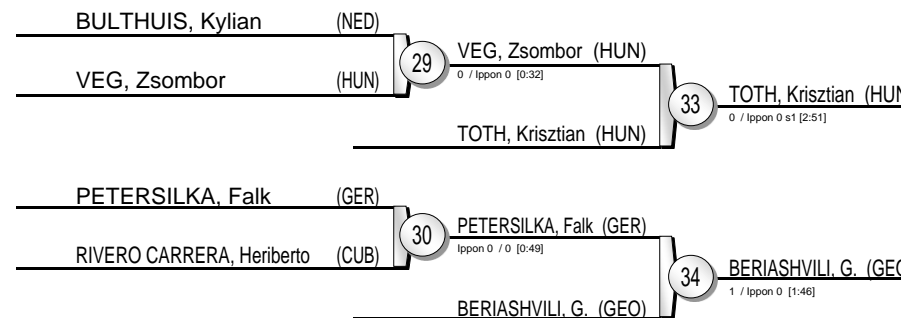 BULTHUIS, Kylian (NED)
VEG, Zsombor (HUN)
29
VEG, Zsombor (HUN)
0 / Ippon 0 [0:32]
TOTH, Krisztian (HUN)
33
TOTH, Krisztian (HUN
0 / Ippon 0 s1 [2:51]
PETERSILKA, Falk (GER)
RIVERO CARRERA, Heriberto (CUB)
30
PETERSILKA, Falk (GER)
Ippon 0 / 0 [0:49]
BERIASHVILI, G. (GEO)
34
BERIASHVILI, G. (GEO
1 / Ippon 0 [1:46]